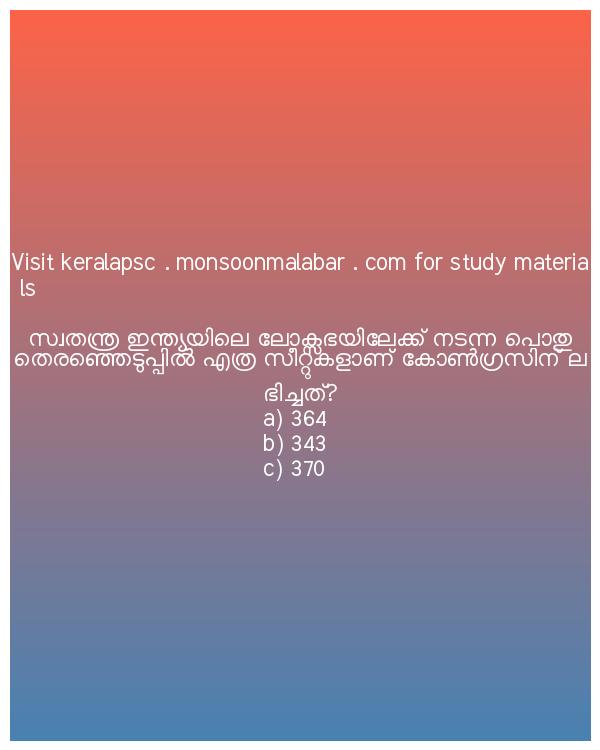 Visit keralapsc . monsoonmalabar . com for study materia
ls
സ്വതന്ത്ര ഇന്ത്യയിലെ ലോക്സഭയിലേക്ക് നടന്ന പൊതു
തെരഞ്ഞെടുപ്പിൽ എത്ര സീറ്റുകളാണ് കോൺഗ്രസിന് ല
ഭിച്ചത്?
a) 364
b) 343
c) 370